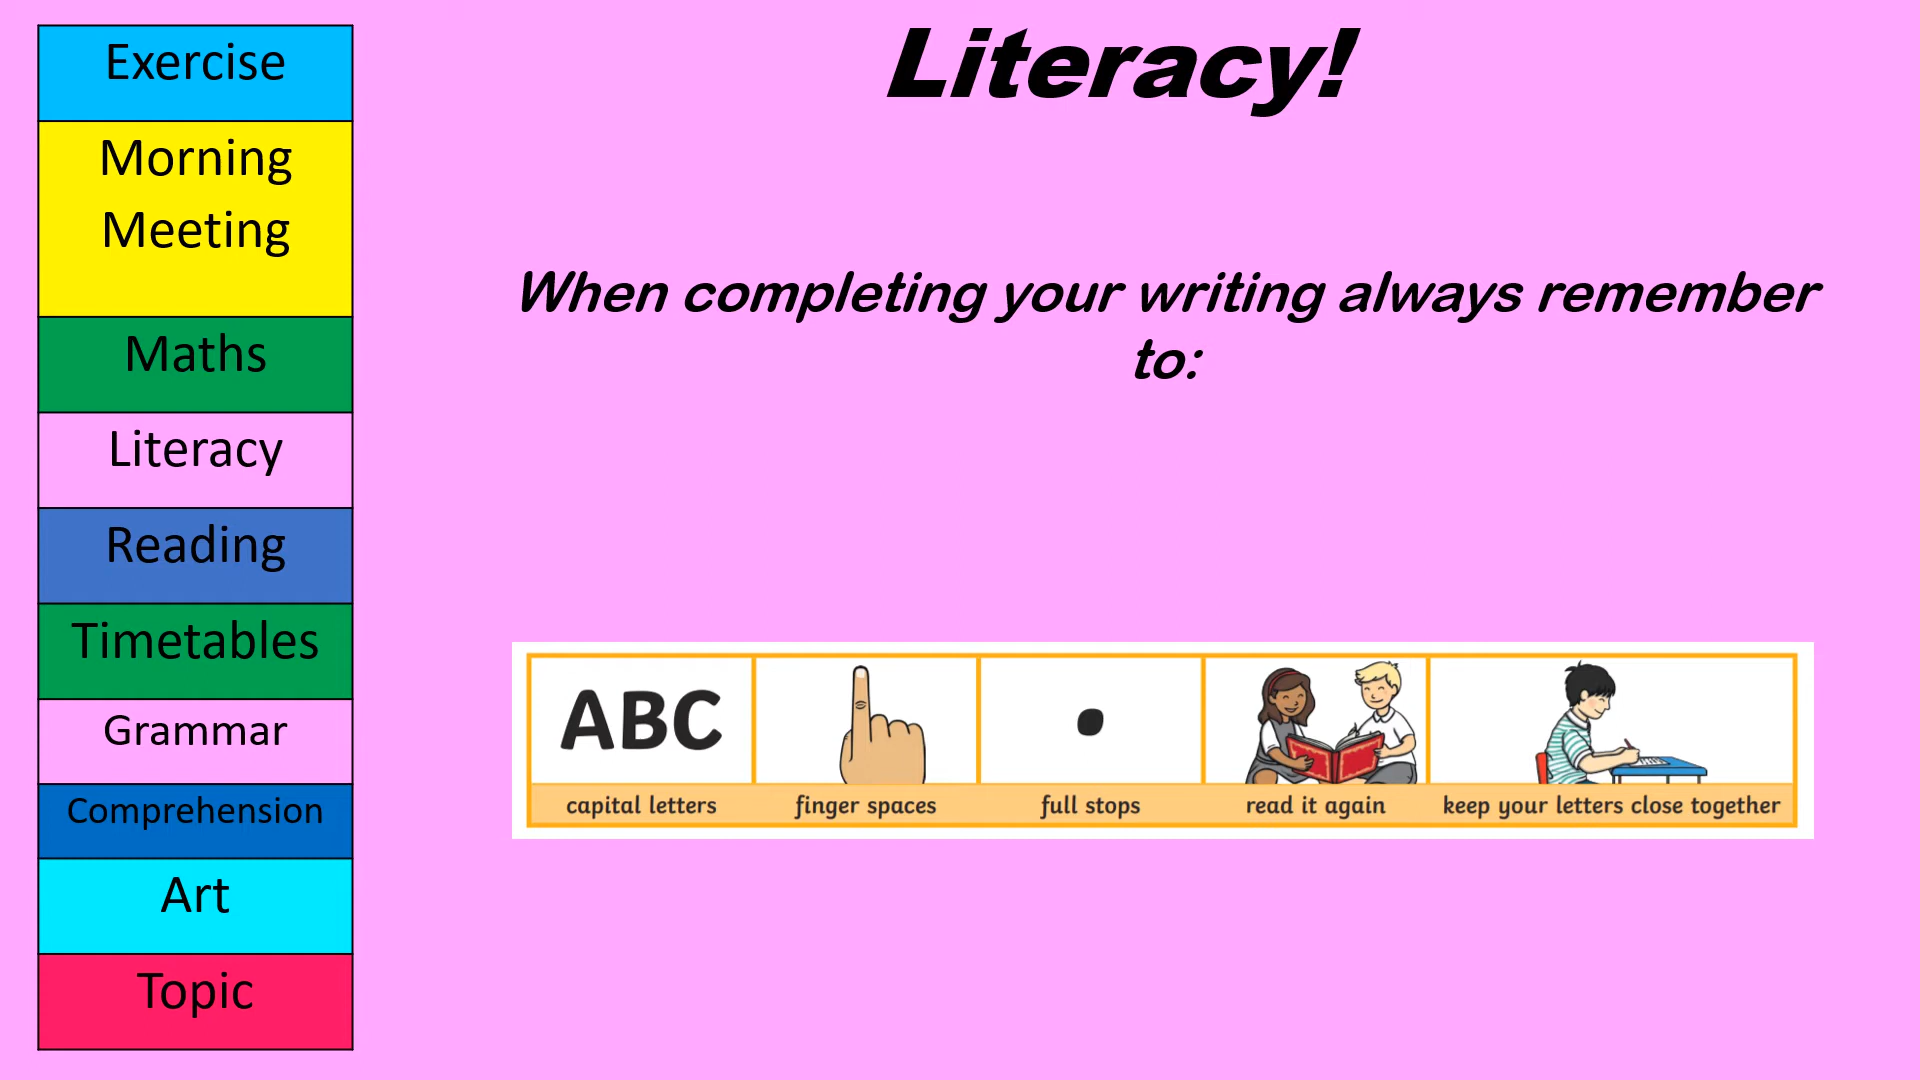 Exercise
Morning
Meeting
Maths
Literacy
Reading
Timetables
Grammar
Comprehension
Art
Topic
Literacy!
When completing your writing always remember
to:
ABC
capital letters
finger spaces
.
full stops
read it again
keep your letters close together